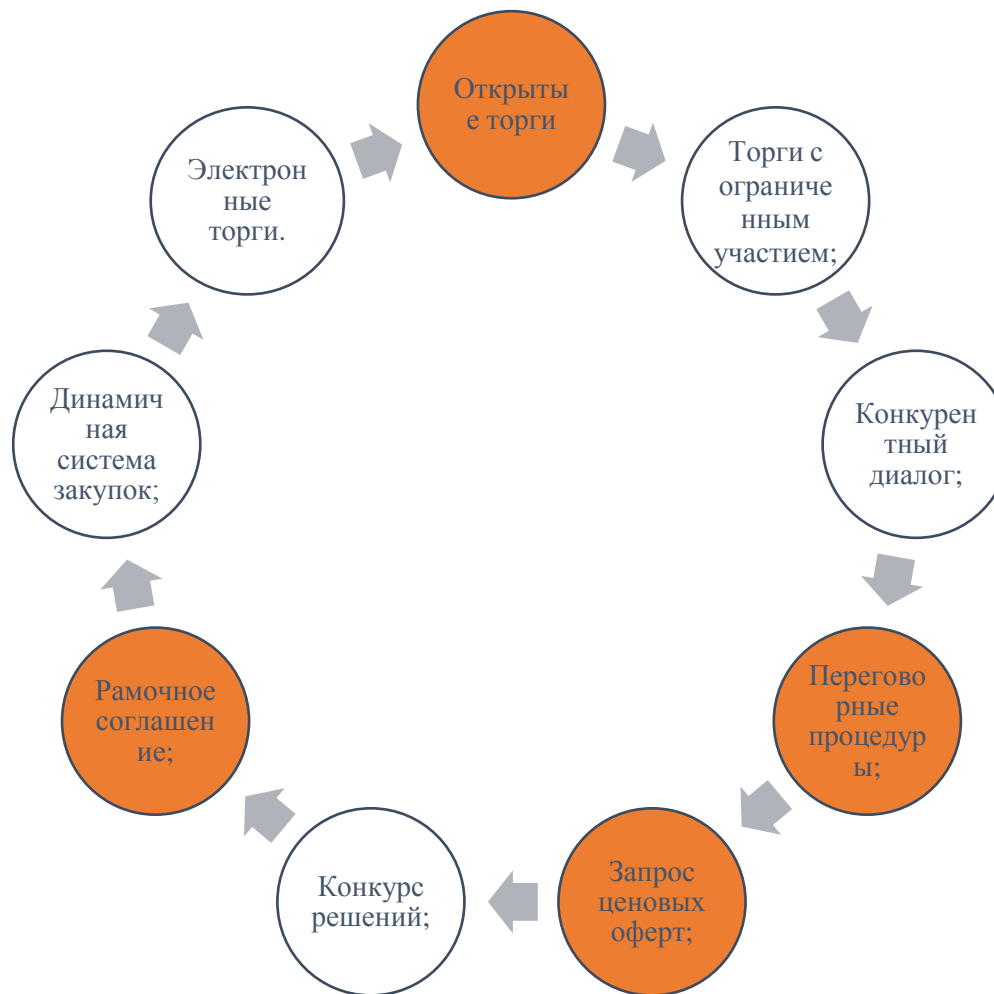 Открыты
е торги
Торги с
ограниче
нным
участием;
Конкурен
тный
диалог;
Перегово
рные
процедур
ы;
Запрос
ценовых
оферт;
Конкурс
решений;
Рамочное
соглашен
ие;
Динамич
ная
система
закупок;
Электрон
ные
торги.